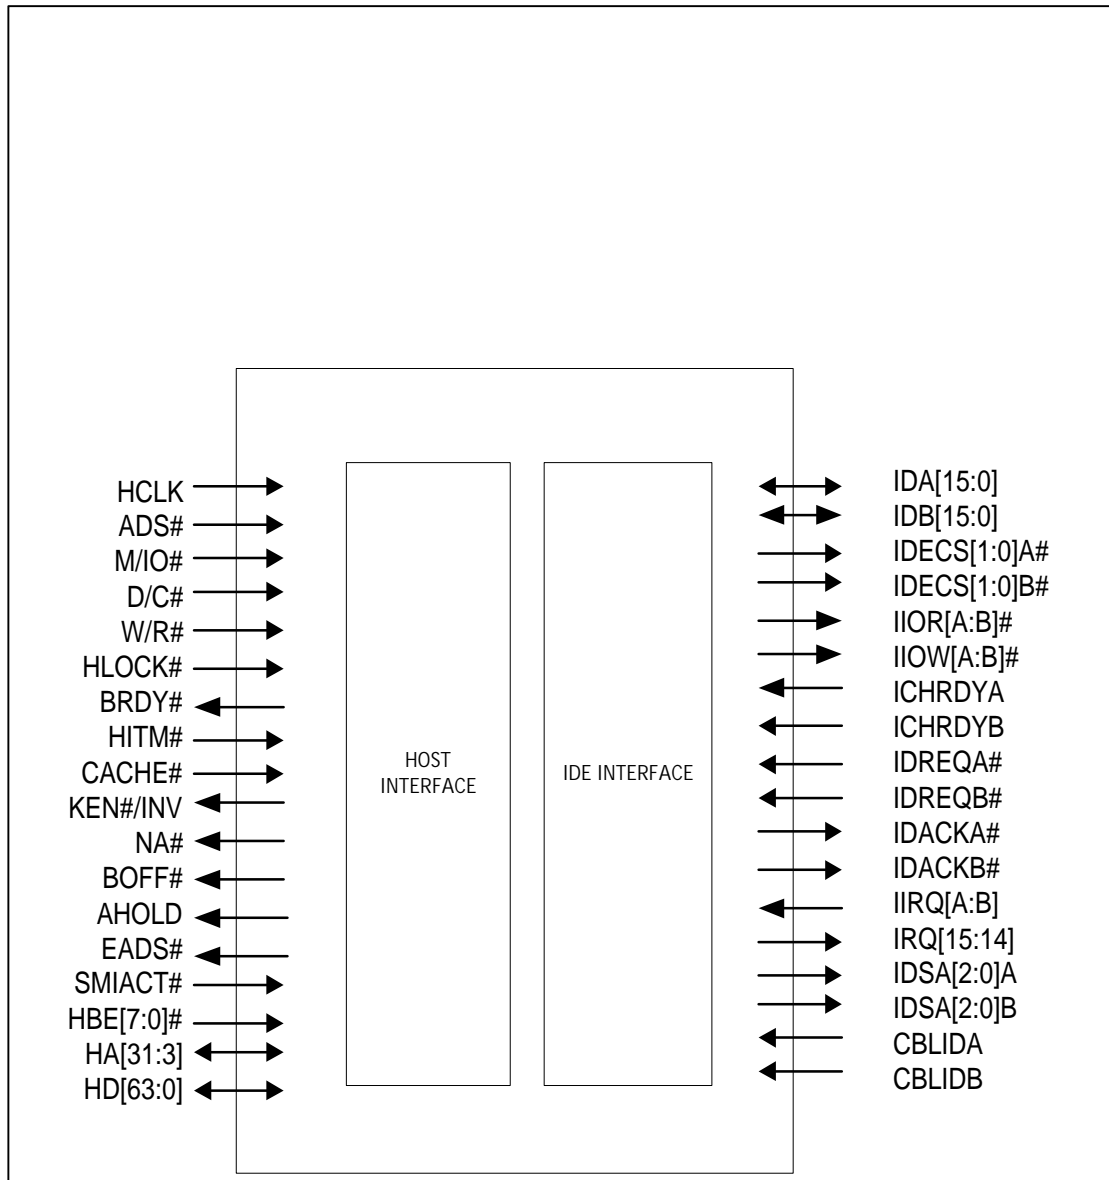 HCLK
ADS#
M/IO#
D/C#
W/R#
HLOCK#
BRDY#
HITM#
CACHE#
KEN#/INV
NA#
BOFF#
AHOLD
EADS#
SMIACT#
HBE[7:0]#
HA[31:3]
HD[63:0]
HOST
INTERFACE
IDE INTERFACE
IDA[15:0]
IDB[15:0]
IDECS[1:0]A#
IDECS[1:0]B#
IIOR[A:B]#
IIOW[A:B]#
ICHRDYA
ICHRDYB
IDREQA#
IDREQB#
IDACKA#
IDACKB#
IIRQ[A:B]
IRQ[15:14]
IDSA[2:0]A
IDSA[2:0]B
CBLIDA
CBLIDB